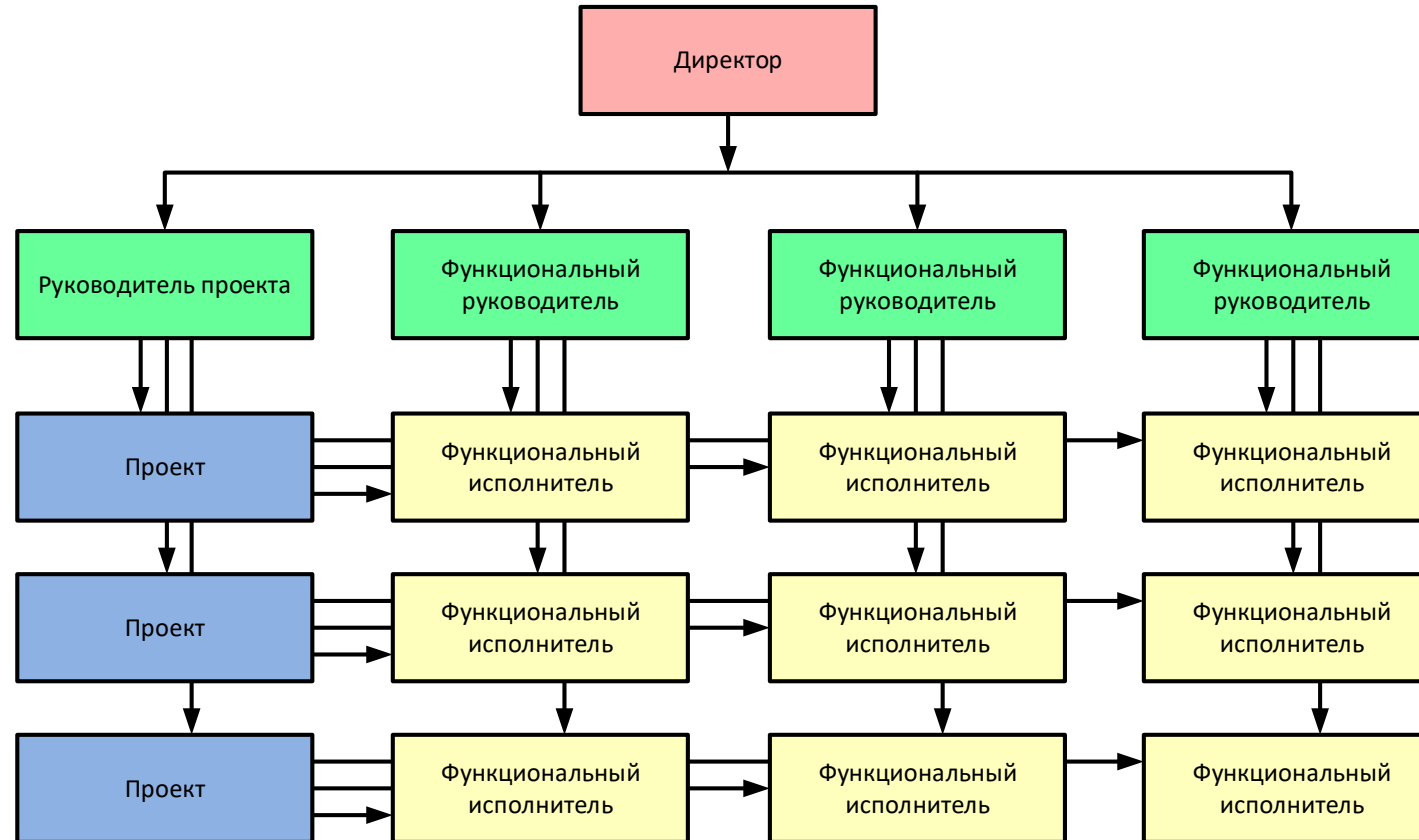 Директор
Руководитель проекта
Функциональный
руководитель
Функциональный
руководитель
Функциональный
руководитель
Проект
Функциональный
исполнитель
Функциональный
исполнитель
Функциональный
исполнитель
Проект
Функциональный
исполнитель
Функциональный
исполнитель
Функциональный
исполнитель
Проект
Функциональный
исполнитель
Функциональный
исполнитель
Функциональный
исполнитель